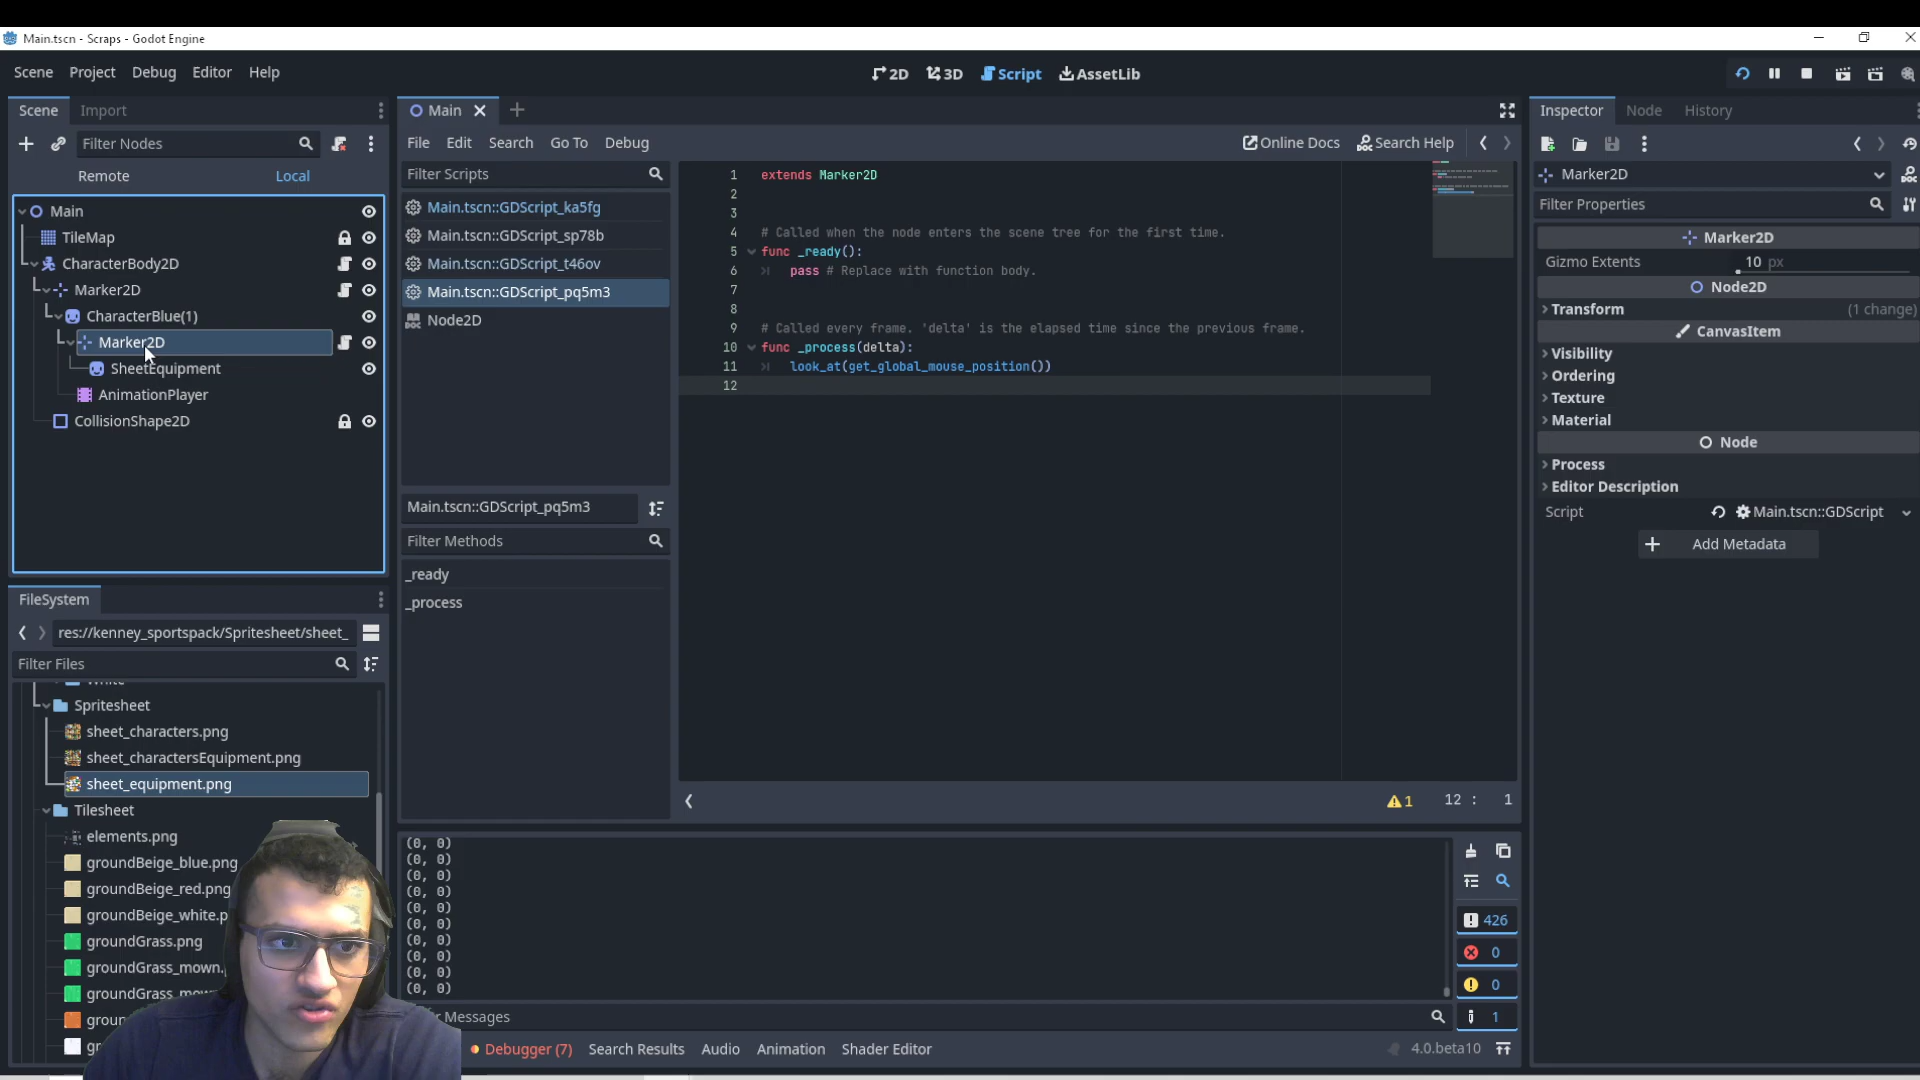 Main.tscn - Scraps - Godot Engine
Scene Project Debug Editor Help
2D 3D Script AssetLib
Scene Import
Filter Nodes
Remote Local
Main
TileMap
CharacterBody2D
Marker2D
CharacterBlue(1)
Marker2D
SheetEquipment
AnimationPlayer
CollisionShape2D
FileSystem
res://kenney_sportspack/Spritesheet/sheet_
Filter Files
Spritesheet
sheet_characters.png
sheet_charactersEquipment.png
sheet_equipment.png
Tilesheet
elements.png
groundBeige_blue.png
groundBeige_red.png
groundBeige_white.p
groundGrass.png
groundGrass_mown.
Main
File Edit Search Go To Debug
Online Docs Search Help
Filter Scripts
Main.tscn::GDScript_ka5fg
Main.tscn::GDScript_sp78b
Main.tscn::GDScript_t46ov
Main.tscn::GDScript_pq5m3
Node2D
Main.tscn::GDScript_pq5m3
Filter Methods
_ready
_process
1 extends Marker2D
2
3
4 # Called when the node enters the scene tree for the first time.
5 func _ready():
6 pass # Replace with function body.
7
8
9 # Called every frame. 'delta' is the elapsed time since the previous frame.
10 func _process(delta):
11 look_at(get_global_mouse_position())
12
1 12 : 1
(0, 0)
(0, 0)
(0, 0)
(0, 0)
(0, 0)
(0, 0)
(0, 0)
(0, 0)
(0, 0)
(0, 0)
426
0
0
1
Messages
Debugger (7) Search Results Audio Animation Shader Editor 4.0.beta10
Inspector Node History
Marker2D
Filter Properties
Marker2D
Gizmo Extents 10 px
Node2D
Transform (1 change)
CanvasItem
Visibility
Ordering
Texture
Material
Node
Process
Editor Description
Script Main.tscn::GDScript
Add Metadata